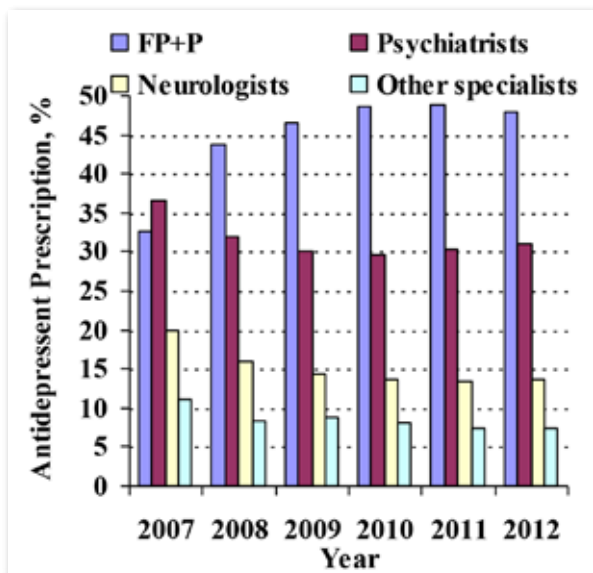 FP+P Psychiatrists
Neurologists Other specialists
Antidepressent Prescription, %
50
45
40
35
30
25
20
15
10
5
0
2007 2008 2009 2010 2011 2012
Year